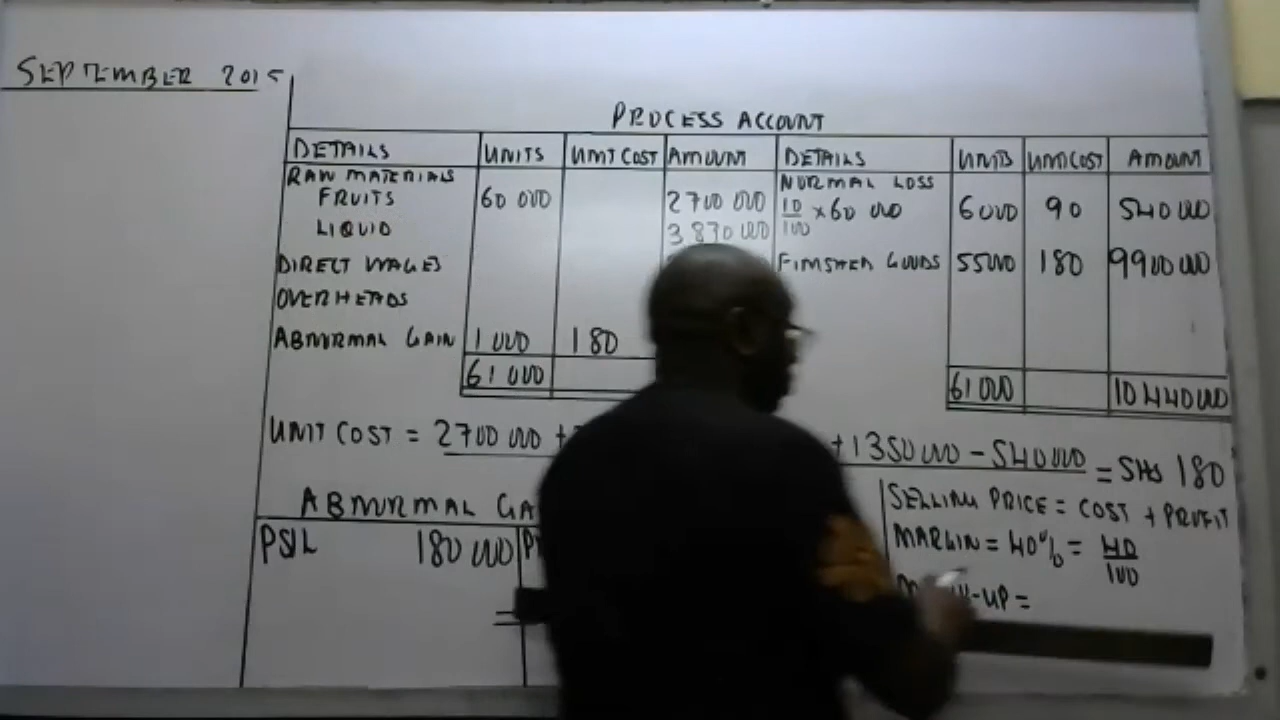 SEPTEMBER 2015
PROCESS ACCOUNT
DETAILS UNITS UNIT COST AMOUNT DETAILS UNITS UNIT COST AMOUNT
RAW MATERIALS NORMAL LOSS
FRUITS 60 000 2700 000 10/100 x 60 000 6000 90 540 000
LIQUID 3 870 000
DIRECT WAGES FINISHED GOODS 55000 180 9900 000
OVERHEADS
ABNORMAL GAIN 1 000 180
61 000 61 000 10 440 000
UNIT COST = 2700 000 + + 1350 000 - 540 000 = SHS 180
ABNORMAL GA SELLING PRICE = COST + PROFIT
P$L 180 000 MARGIN = 40% = 40/100
-UP =